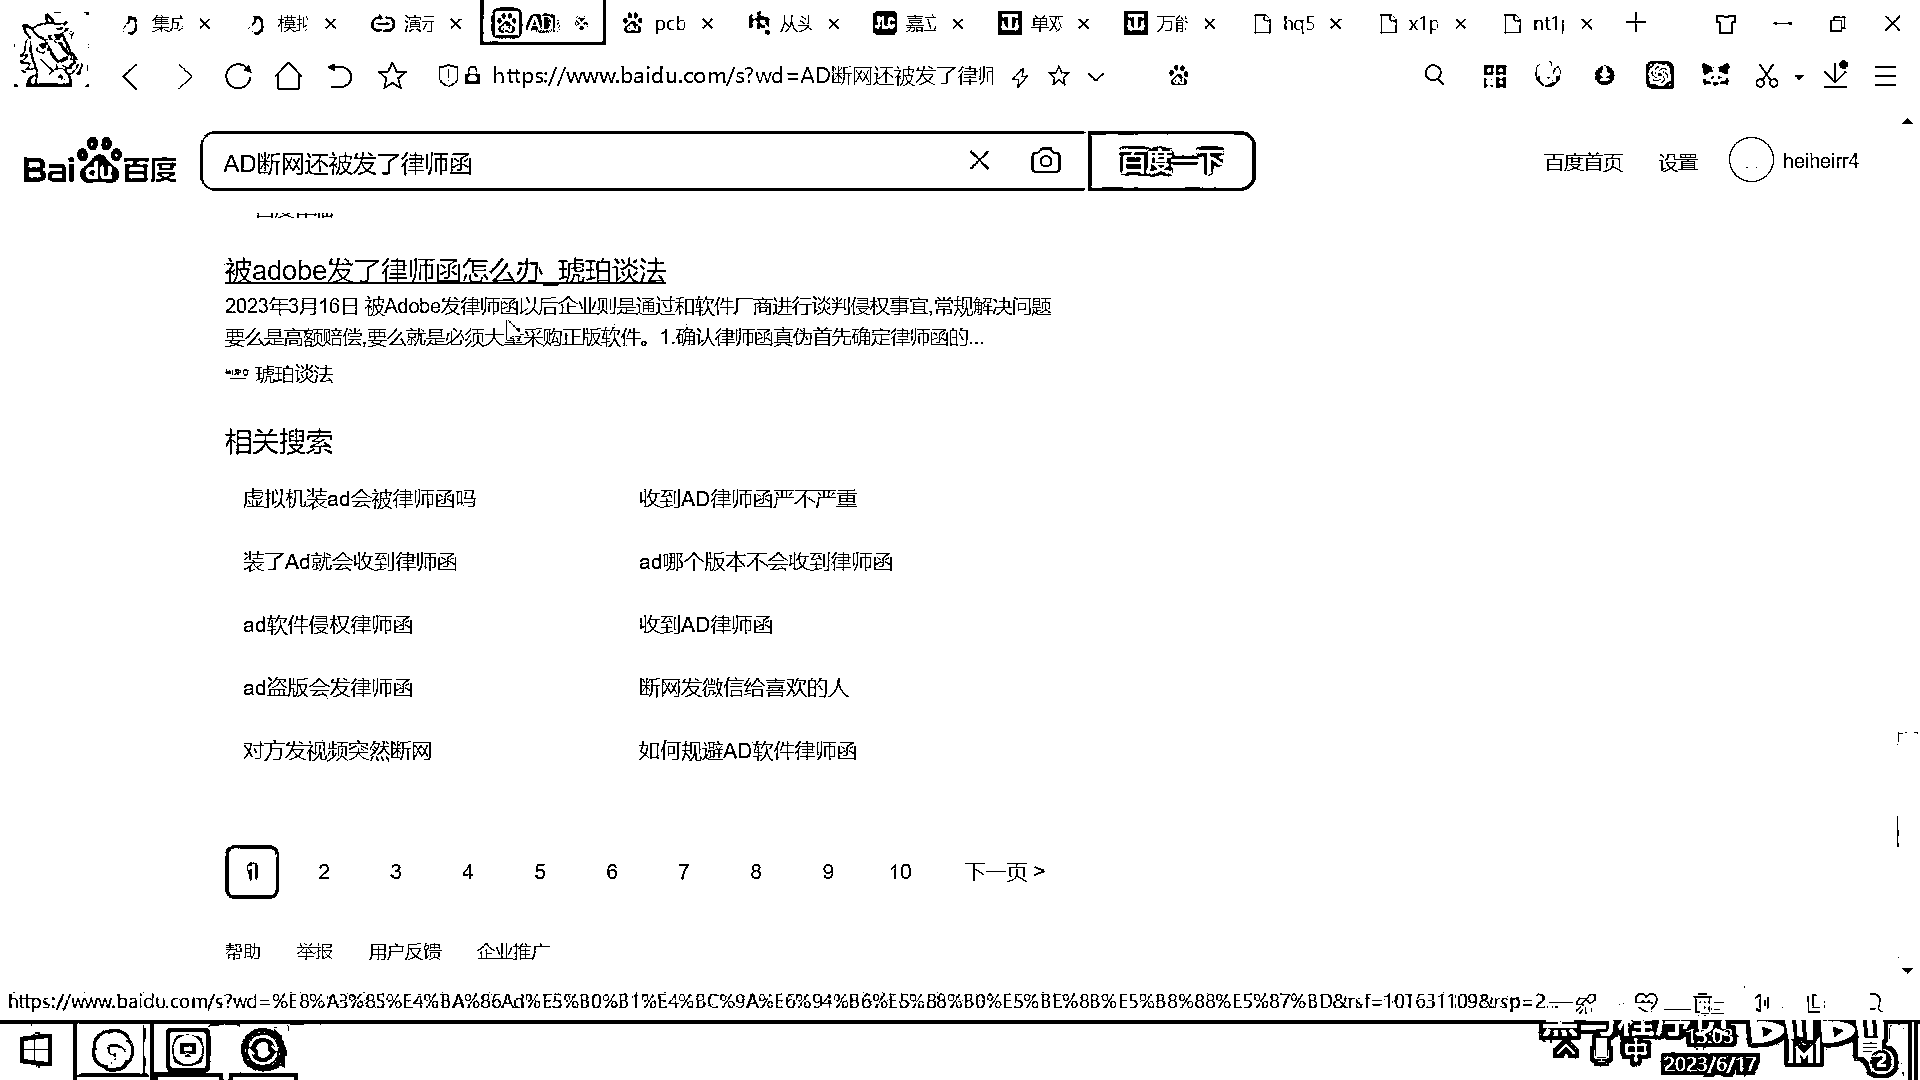 集成
模拟
演示
AD
pcb
从头
嘉立
单双
万能
hq5
x1p
nt1j
https://www.baidu.com/s?wd=AD断网还被发了律师
Bai du 百度
AD断网还被发了律师函
百度一下
百度首页
设置
heiheirr4
被adobe发了律师函怎么办_琥珀谈法
2023年3月16日 被Adobe发律师函以后企业则是通过和软件厂商进行谈判侵权事宜,常规解决问题
要么是高额赔偿,要么就是必须大量采购正版软件。1.确认律师函真伪首先确定律师函的...
琥珀谈法
相关搜索
虚拟机装ad会被律师函吗
收到AD律师函严不严重
装了Ad就会收到律师函
ad哪个版本不会收到律师函
ad软件侵权律师函
收到AD律师函
ad盗版会发律师函
断网发微信给喜欢的人
对方发视频突然断网
如何规避AD软件律师函
1 2 3 4 5 6 7 8 9 10 下一页 >
帮助 举报 用户反馈 企业推广
https://www.baidu.com/s?wd=%E8%A3%85%E4%BA%86Ad%E5%B0%B1%E4%BC%9A%E6%94%B6%E5%88%B0%E5%BE%8B%E5%B8%88%E5%87%BD&rsf=101631109&rsp=2...
中
15:03
2023/6/17
2